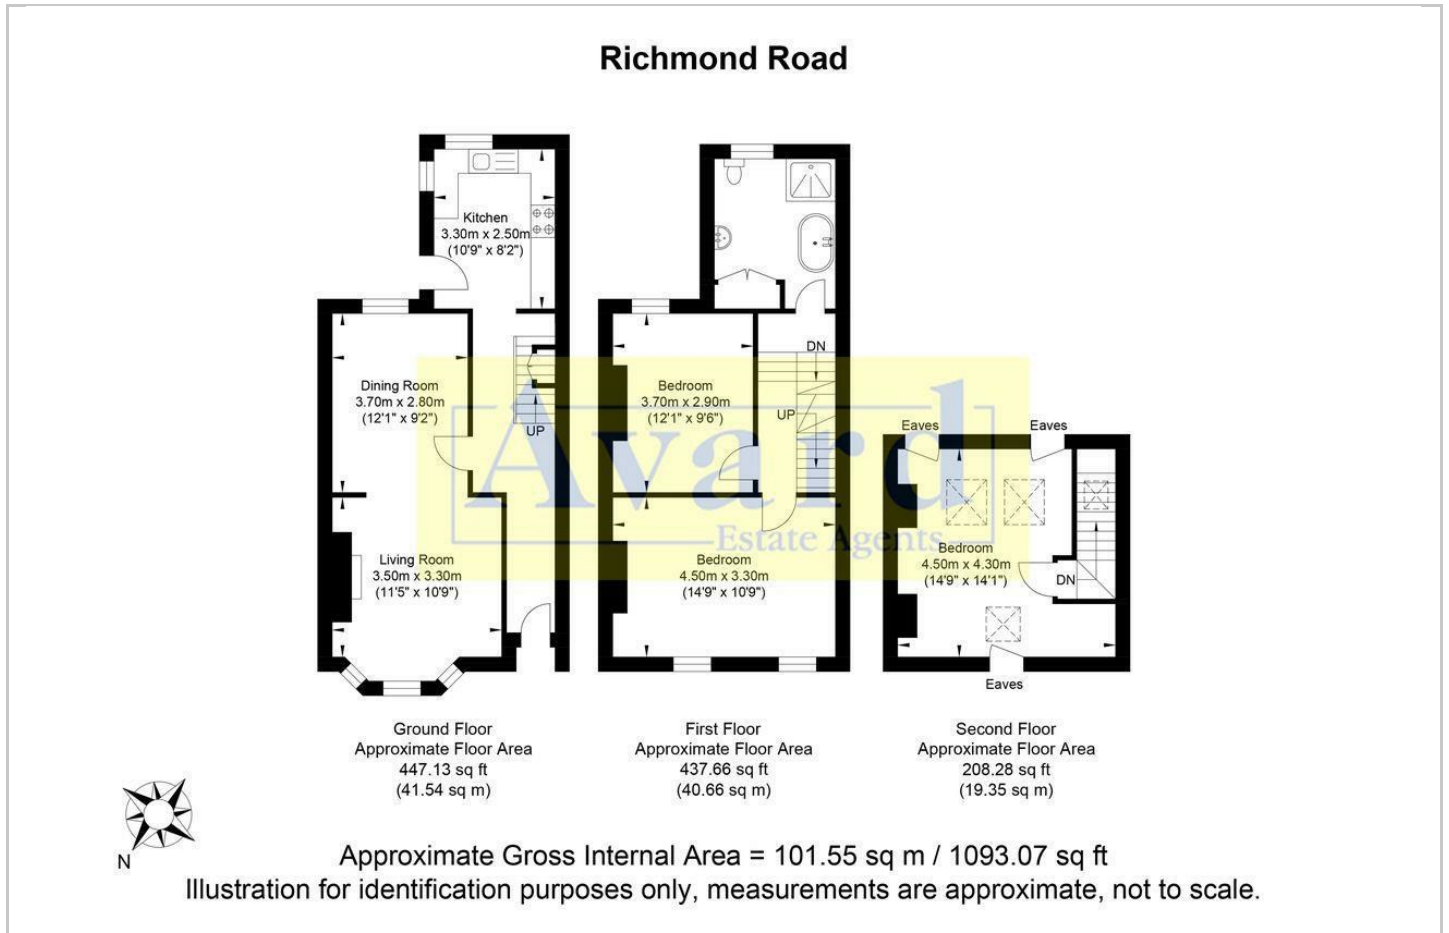 Richmond Road
Kitchen
3.30m x 2.50m
(10'9" x 8'2")
Dining Room
3.70m x 2.80m
(12'1" x 9'2")
UP
Living Room
3.50m x 3.30m
(11'5" x 10'9")
DN
Bedroom
3.70m x 2.90m
(12'1" x 9'6")
UP
Bedroom
4.50m x 3.30m
(14'9" x 10'9")
Eaves
Eaves
Bedroom
4.50m x 4.30m
(14'9" x 14'1")
DN
Eaves
Avard
Estate Agents
Ground Floor
Approximate Floor Area
447.13 sq ft
(41.54 sq m)
First Floor
Approximate Floor Area
437.66 sq ft
(40.66 sq m)
Second Floor
Approximate Floor Area
208.28 sq ft
(19.35 sq m)
N
Approximate Gross Internal Area = 101.55 sq m / 1093.07 sq ft
Illustration for identification purposes only, measurements are approximate, not to scale.